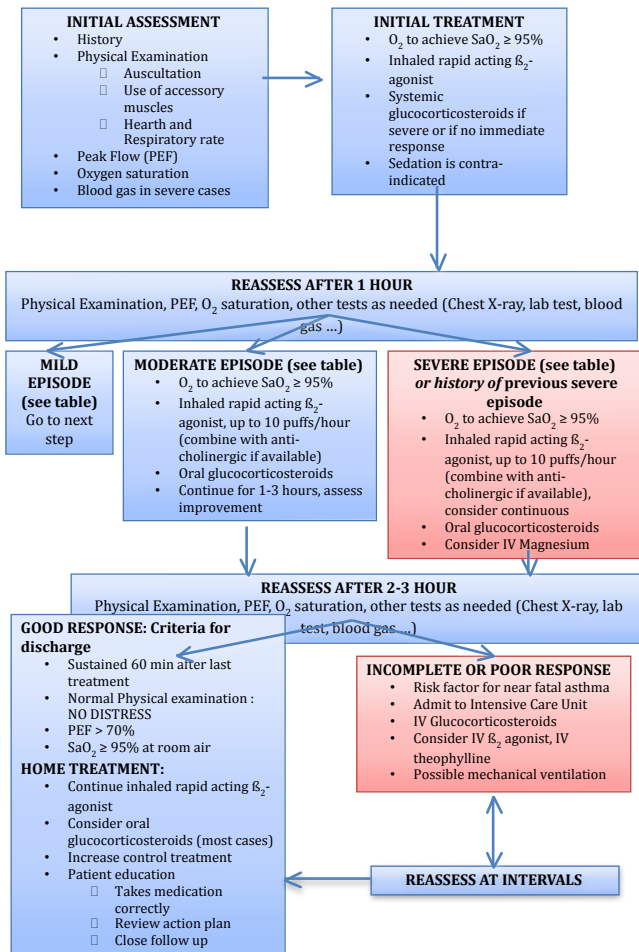 INITIAL ASSESSMENT
• History
• Physical Examination
Auscultation
Use of accessory
muscles
Hearth and
Respiratory rate
• Peak Flow (PEF)
• Oxygen saturation
• Blood gas in severe cases
INITIAL TREATMENT
• O₂ to achieve SaO₂ ≥ 95%
• Inhaled rapid acting ß₂-
agonist
• Systemic
glucocorticosteroids if
severe or if no immediate
response
• Sedation is contra-
indicated
REASSESS AFTER 1 HOUR
Physical Examination, PEF, O₂ saturation, other tests as needed (Chest X-ray, lab test, blood
gas ...)
MILD
EPISODE
(see table)
Go to next
step
MODERATE EPISODE (see table)
• O₂ to achieve SaO₂ ≥ 95%
• Inhaled rapid acting ß₂-
agonist, up to 10 puffs/hour
(combine with anti-
cholinergic if available)
• Oral glucocorticosteroids
• Continue for 1-3 hours, assess
improvement
SEVERE EPISODE (see table)
or history of previous severe
episode
• O₂ to achieve SaO₂ ≥ 95%
• Inhaled rapid acting ß₂-
agonist, up to 10 puffs/hour
(combine with anti-
cholinergic if available),
consider continuous
• Oral glucocorticosteroids
• Consider IV Magnesium
REASSESS AFTER 2-3 HOUR
Physical Examination, PEF, O₂ saturation, other tests as needed (Chest X-ray, lab
test, blood gas ...)
GOOD RESPONSE: Criteria for
discharge
• Sustained 60 min after last
treatment
• Normal Physical examination :
NO DISTRESS
• PEF > 70%
• SaO₂ ≥ 95% at room air
HOME TREATMENT:
• Continue inhaled rapid acting ß₂-
agonist
• Consider oral
glucocorticosteroids (most cases)
• Increase control treatment
• Patient education
Takes medication
correctly
Review action plan
Close follow up
INCOMPLETE OR POOR RESPONSE
• Risk factor for near fatal asthma
• Admit to Intensive Care Unit
• IV Glucocorticosteroids
• Consider IV ß₂ agonist, IV
theophylline
• Possible mechanical ventilation
REASSESS AT INTERVALS